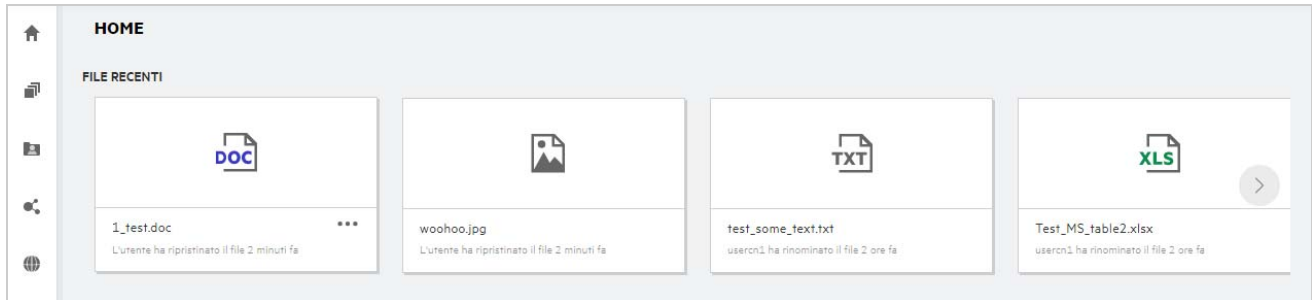 HOME
FILE RECENTI
DOC
TXT
XLS
1_test.doc
L'utente ha ripristinato il file 2 minuti fa
woohoo.jpg
L'utente ha ripristinato il file 2 minuti fa
test_some_text.txt
usercn1 ha rinominato il file 2 ore fa
Test_MS_table2.xlsx
usercn1 ha rinominato il file 2 ore fa